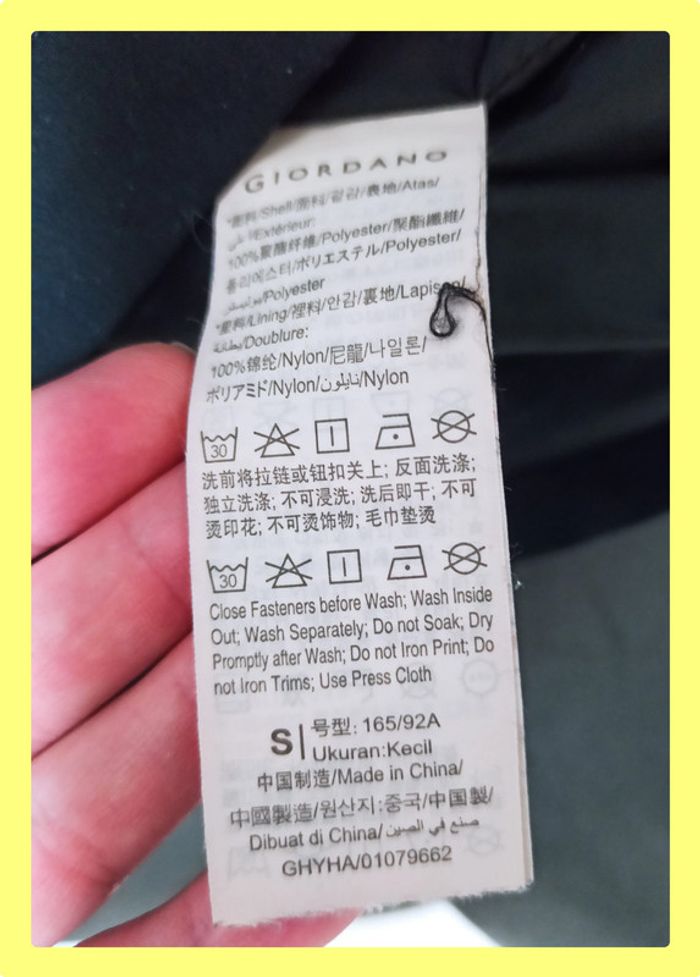 GIORDANO
*面料/Shell/面料/겉감/表地/Atas/
Extérieur:
100%聚酯纤维/Polyester/聚酯纖維/
폴리에스터/ポリエステル/Polyester/
بوليستر/Polyester
*里料/Lining/裡料/안감/裏地/Lapisan/
بطانة/Doublure:
100%锦纶/Nylon/尼龍/나일론/
ポリアミド/Nylon/نايلون/Nylon
30
洗前将拉链或钮扣关上; 反面洗涤;
独立洗涤; 不可浸洗; 洗后即干; 不可
烫印花; 不可烫饰物; 毛巾垫烫
30
Close Fasteners before Wash; Wash Inside
Out; Wash Separately; Do not Soak; Dry
Promptly after Wash; Do not Iron Print; Do
not Iron Trims; Use Press Cloth
S 号型: 165/92A
Ukuran:Kecil
中国制造/Made in China/
中國製造/원산지:중국/中国製/
Dibuat di China/صنع في الصين
GHYHA/01079662